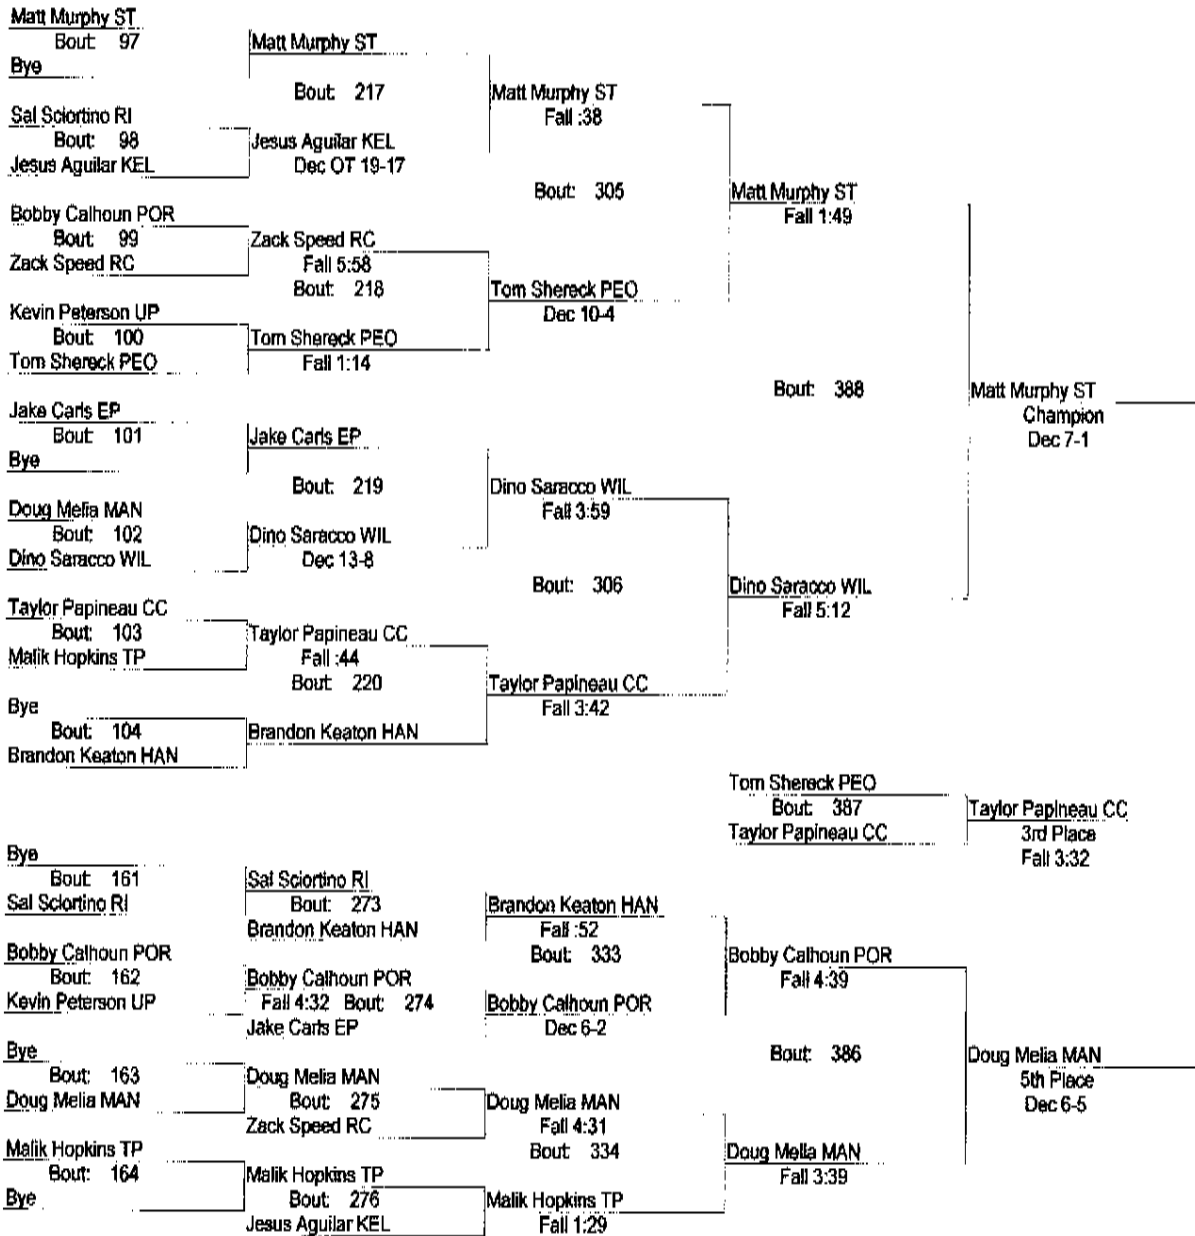 Matt Murphy ST
Bout: 97
Bye
Matt Murphy ST
Bout: 217
Sal Sciortino RI
Bout: 98
Jesus Aguilar KEL
Jesus Aguilar KEL
Dec OT 19-17
Matt Murphy ST
Fall :38
Bout: 305
Bobby Calhoun POR
Bout: 99
Zack Speed RC
Zack Speed RC
Fall 5:58
Bout: 218
Kevin Peterson UP
Bout: 100
Tom Shereck PEO
Tom Shereck PEO
Fall 1:14
Tom Shereck PEO
Dec 10-4
Matt Murphy ST
Fall 1:49
Bout: 388
Matt Murphy ST
Champion
Dec 7-1
Jake Carls EP
Bout: 101
Bye
Jake Carls EP
Bout: 219
Doug Melia MAN
Bout: 102
Dino Saracco WIL
Dino Saracco WIL
Dec 13-8
Dino Saracco WIL
Fall 3:59
Bout: 306
Dino Saracco WIL
Fall 5:12
Taylor Papineau CC
Bout: 103
Malik Hopkins TP
Taylor Papineau CC
Fall :44
Bout: 220
Bye
Bout: 104
Brandon Keaton HAN
Brandon Keaton HAN
Taylor Papineau CC
Fall 3:42
Tom Shereck PEO
Bout: 387
Taylor Papineau CC
Taylor Papineau CC
3rd Place
Fall 3:32
Bye
Bout: 161
Sal Sciortino RI
Sal Sciortino RI
Bout: 273
Brandon Keaton HAN
Brandon Keaton HAN
Fall :52
Bout: 333
Bobby Calhoun POR
Bout: 162
Kevin Peterson UP
Bobby Calhoun POR
Fall 4:32 Bout: 274
Jake Carls EP
Bobby Calhoun POR
Dec 6-2
Bobby Calhoun POR
Fall 4:39
Bout: 386
Doug Melia MAN
5th Place
Dec 6-5
Bye
Bout: 163
Doug Melia MAN
Doug Melia MAN
Bout: 275
Zack Speed RC
Doug Melia MAN
Fall 4:31
Bout: 334
Doug Melia MAN
Fall 3:39
Malik Hopkins TP
Bout: 164
Bye
Malik Hopkins TP
Bout: 276
Jesus Aguilar KEL
Malik Hopkins TP
Fall 1:29